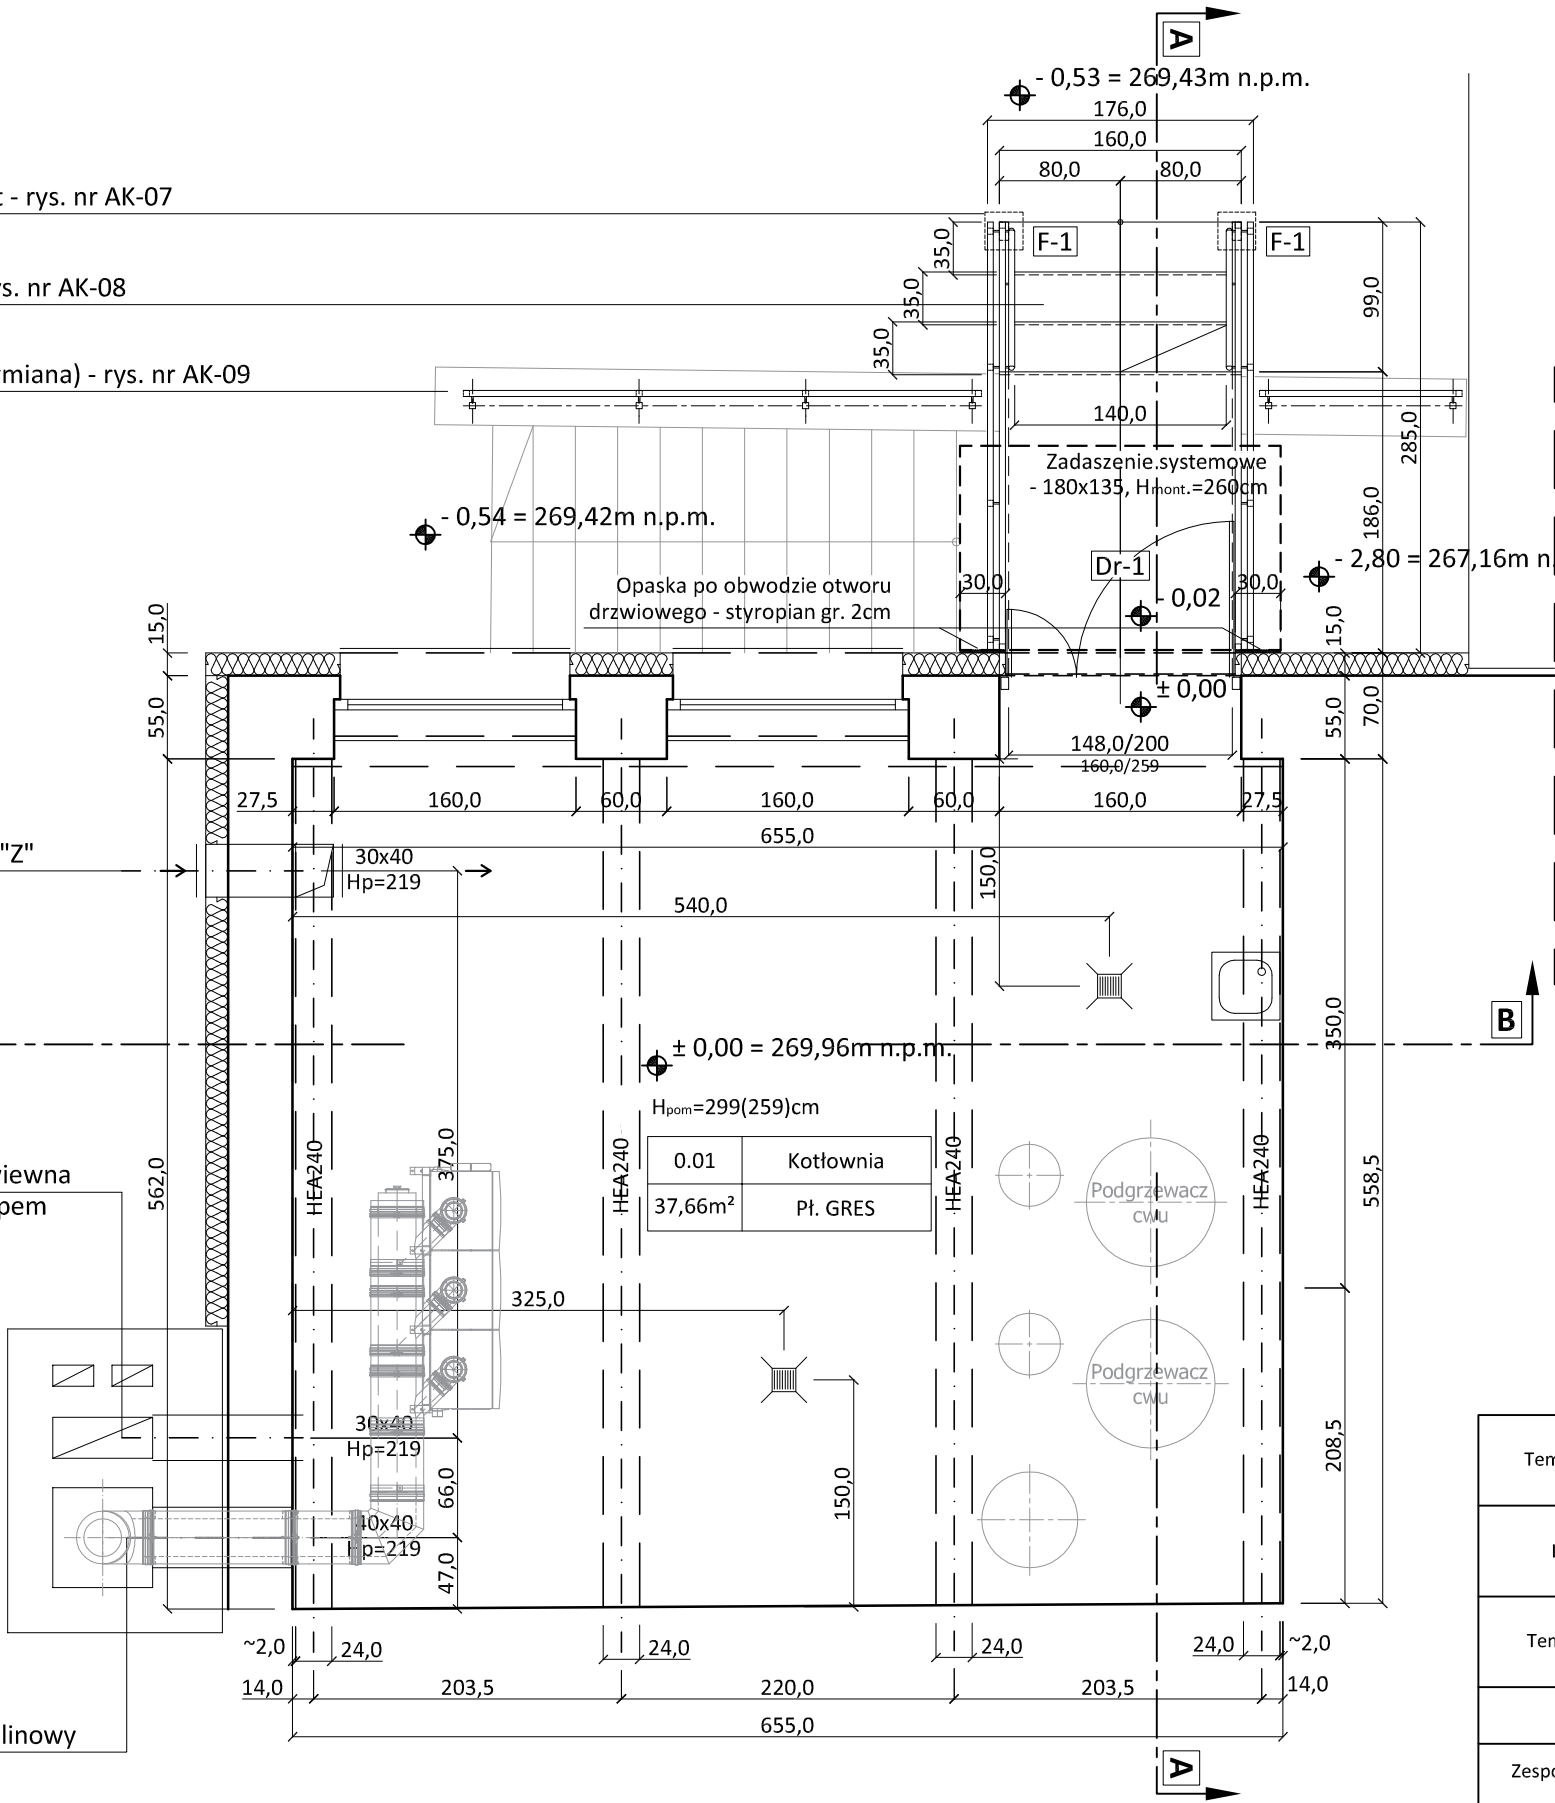 A
- 0,53 = 269,43m n.p.m.
176,0
160,0
80,0
80,0
- rys. nr AK-07
F-1
F-1
35,0
35,0
35,0
99,0
rys. nr AK-08
(wymiana) - rys. nr AK-09
140,0
285,0
Zadaszenie systemowe
- 180x135, Hmont.=260cm
186,0
- 0,54 = 269,42m n.p.m.
- 2,80 = 267,16m n.
Dr-1
Opaska po obwodzie otworu
drzwiowego - styropian gr. 2cm
30,0
30,0
- 0,02
15,0
15,0
± 0,00
55,0
55,0
70,0
148,0/200
160,0/259
27,5
160,0
60,0
160,0
60,0
160,0
27,5
655,0
"Z"
30x40
Hp=219
150,0
540,0
350,0
B
± 0,00 = 269,96m n.p.m.
Hpom=299(259)cm
0.01
Kotłownia
37,66m²
Pł. GRES
375,0
562,0
558,5
HEA240
HEA240
HEA240
HEA240
Podgrzewacz
cwu
325,0
Podgrzewacz
cwu
30x40
Hp=219
66,0
150,0
208,5
40x40
Hp=219
47,0
~2,0
24,0
24,0
24,0
24,0
~2,0
14,0
203,5
220,0
203,5
14,0
655,0
A